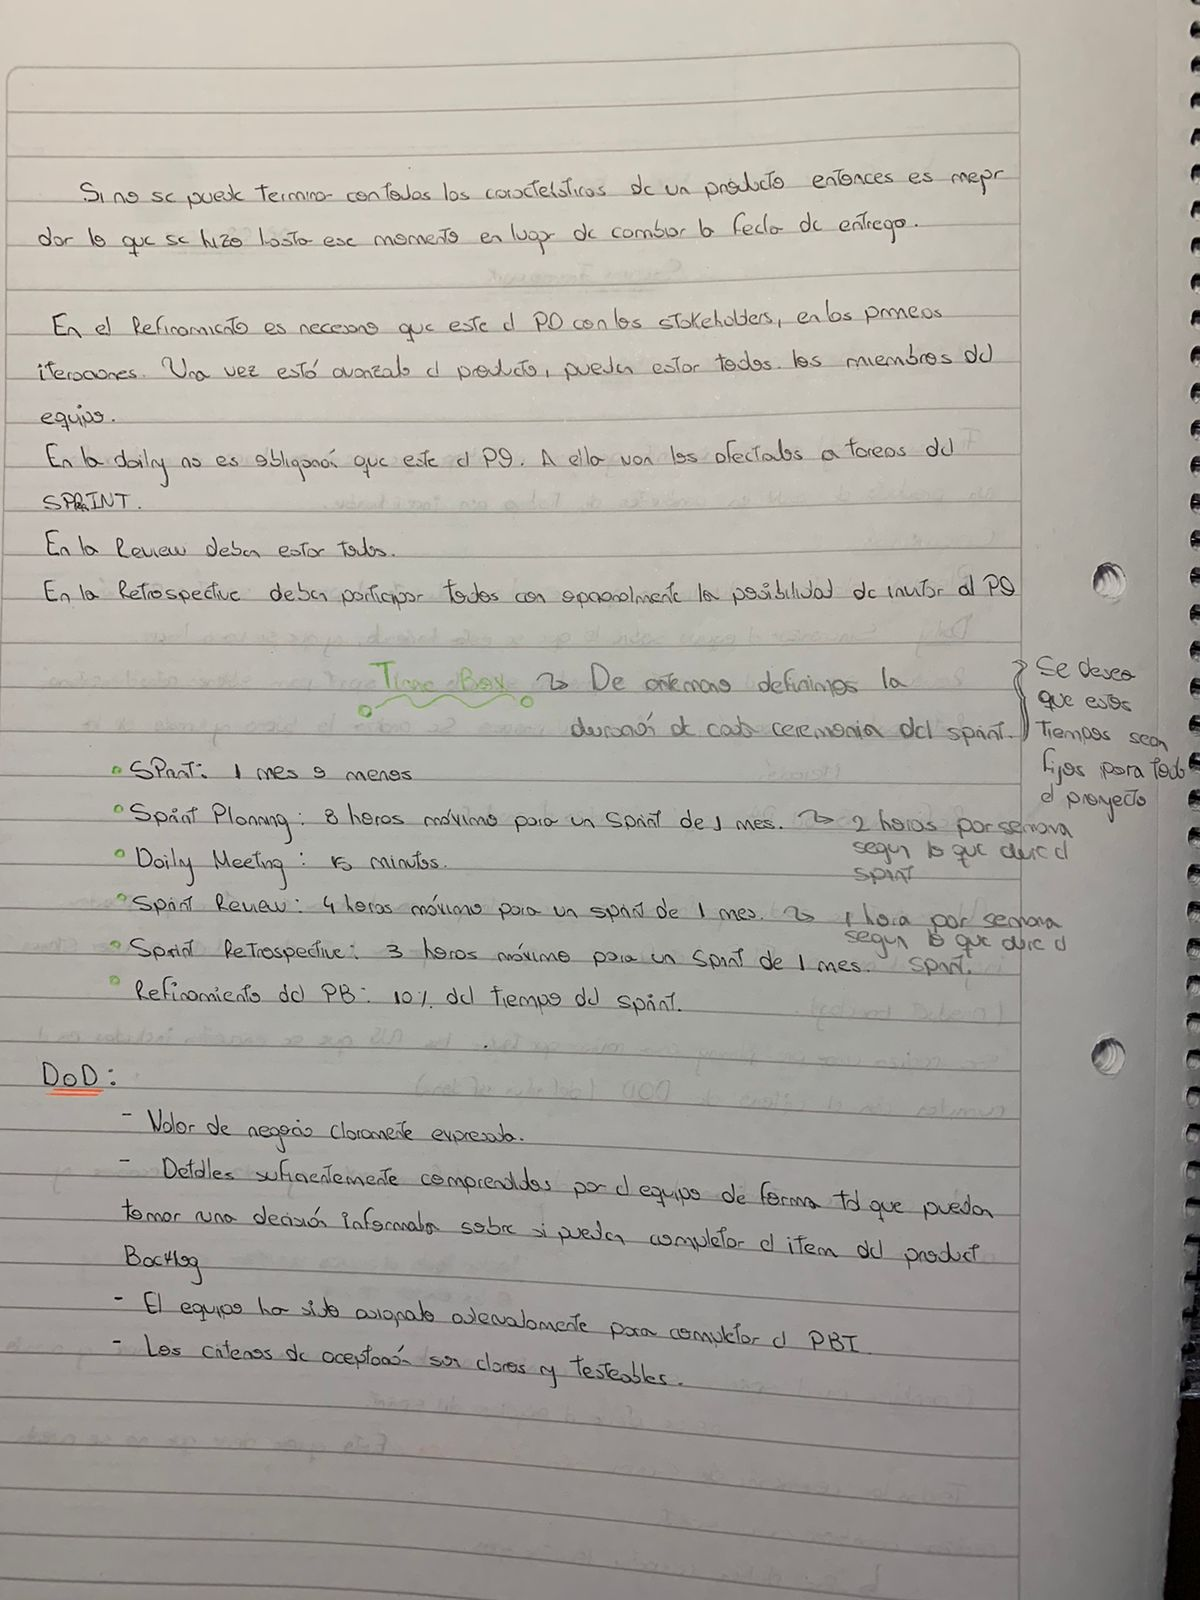 Si no se puede terminar con todas las características de un producto entonces es mejor
dar lo que se hizo hasta ese momento en lugar de cambiar la fecha de entrega.
En el Refinamiento es necesario que este el PO con los stakeholders, en las primeras
iteraciones. Una vez está avanzado el producto, pueden estar todos los miembros del
equipo.
En la daily no es obligación que este el PO. A ella van los afectados a tareas del
SPRINT.
En la Review deben estar todos.
En la Retrospective deben participar todos con opcionalmente la posibilidad de invitar al PO
Time Box → De antemano definimos la
duración de cada ceremonia del sprint.
Se desea
que estos
tiempos sean
fijos para todo
el proyecto
• SPrint: 1 mes o menos
• Sprint Planning: 8 horas máximo para un Sprint de 1 mes. → 2 horas por semana
segun lo que dure el
sprint
• Daily Meeting: 15 minutos.
• Sprint Review: 4 horas máximo para un sprint de 1 mes. → 1 hora por semana
segun lo que dure el
sprint.
• Sprint Retrospective: 3 horas máximo para un Sprint de 1 mes.
• Refinamiento del PB: 10% del tiempo del sprint.
DoD:
- Valor de negocio claramente expresado.
- Detalles suficientemente comprendidos por el equipo de forma tal que puedan
tomar una decisión informada sobre si pueden completar el item del product
Backlog
- El equipo ha sido asignado adecuadamente para completar el PBI.
- Los criterios de aceptación son claros y testeables.